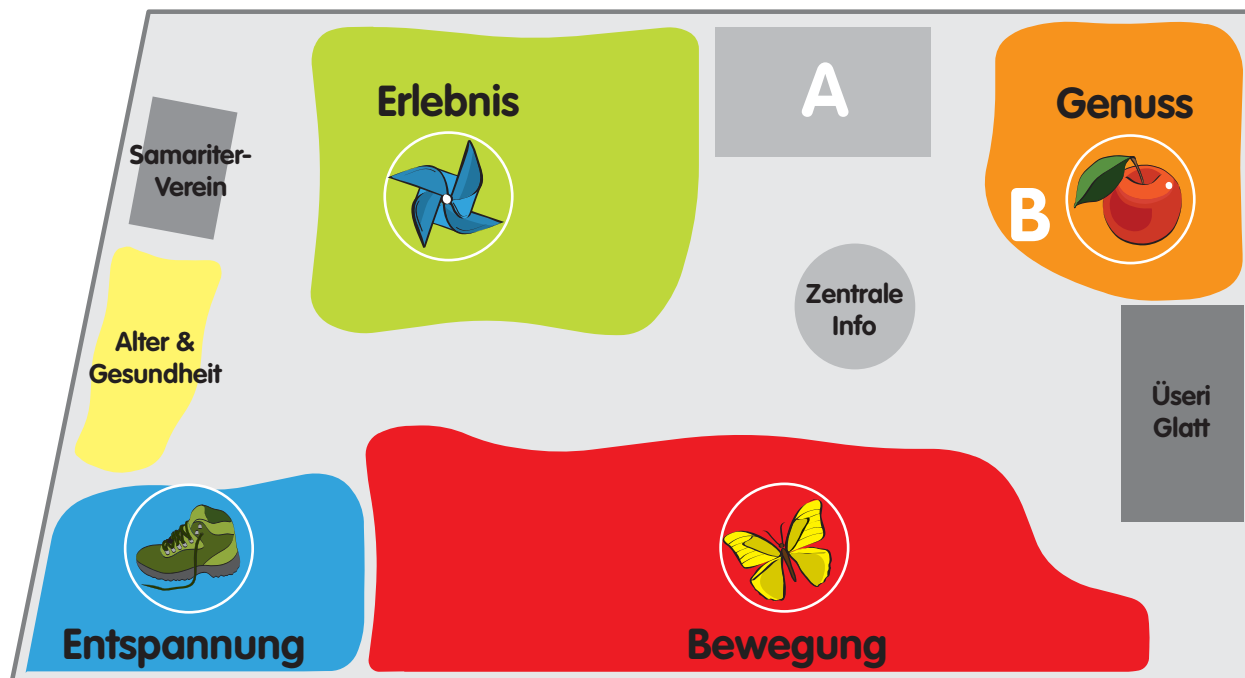 Erlebnis
A
Genuss
B
Samariter-
Verein
Zentrale
Info
Alter &
Gesundheit
Üseri
Glatt
Entspannung
Bewegung